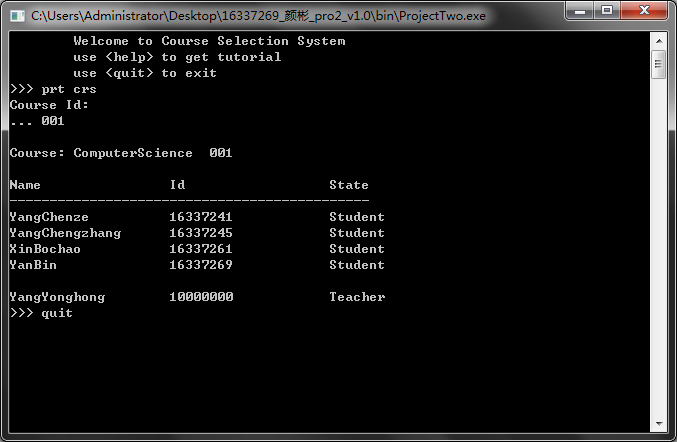 C:\Users\Administrator\Desktop\16337269_颜彬_pro2_v1.0\bin\ProjectTwo.exe
Welcome to Course Selection System
use <help> to get tutorial
use <quit> to exit
>>> prt crs
Course Id:
... 001
Course: ComputerScience  001
Name Id State
---------------------------------------------
YangChenze 16337241 Student
YangChengzhang 16337245 Student
XinBochao 16337261 Student
YanBin 16337269 Student
YangYonghong 10000000 Teacher
>>> quit